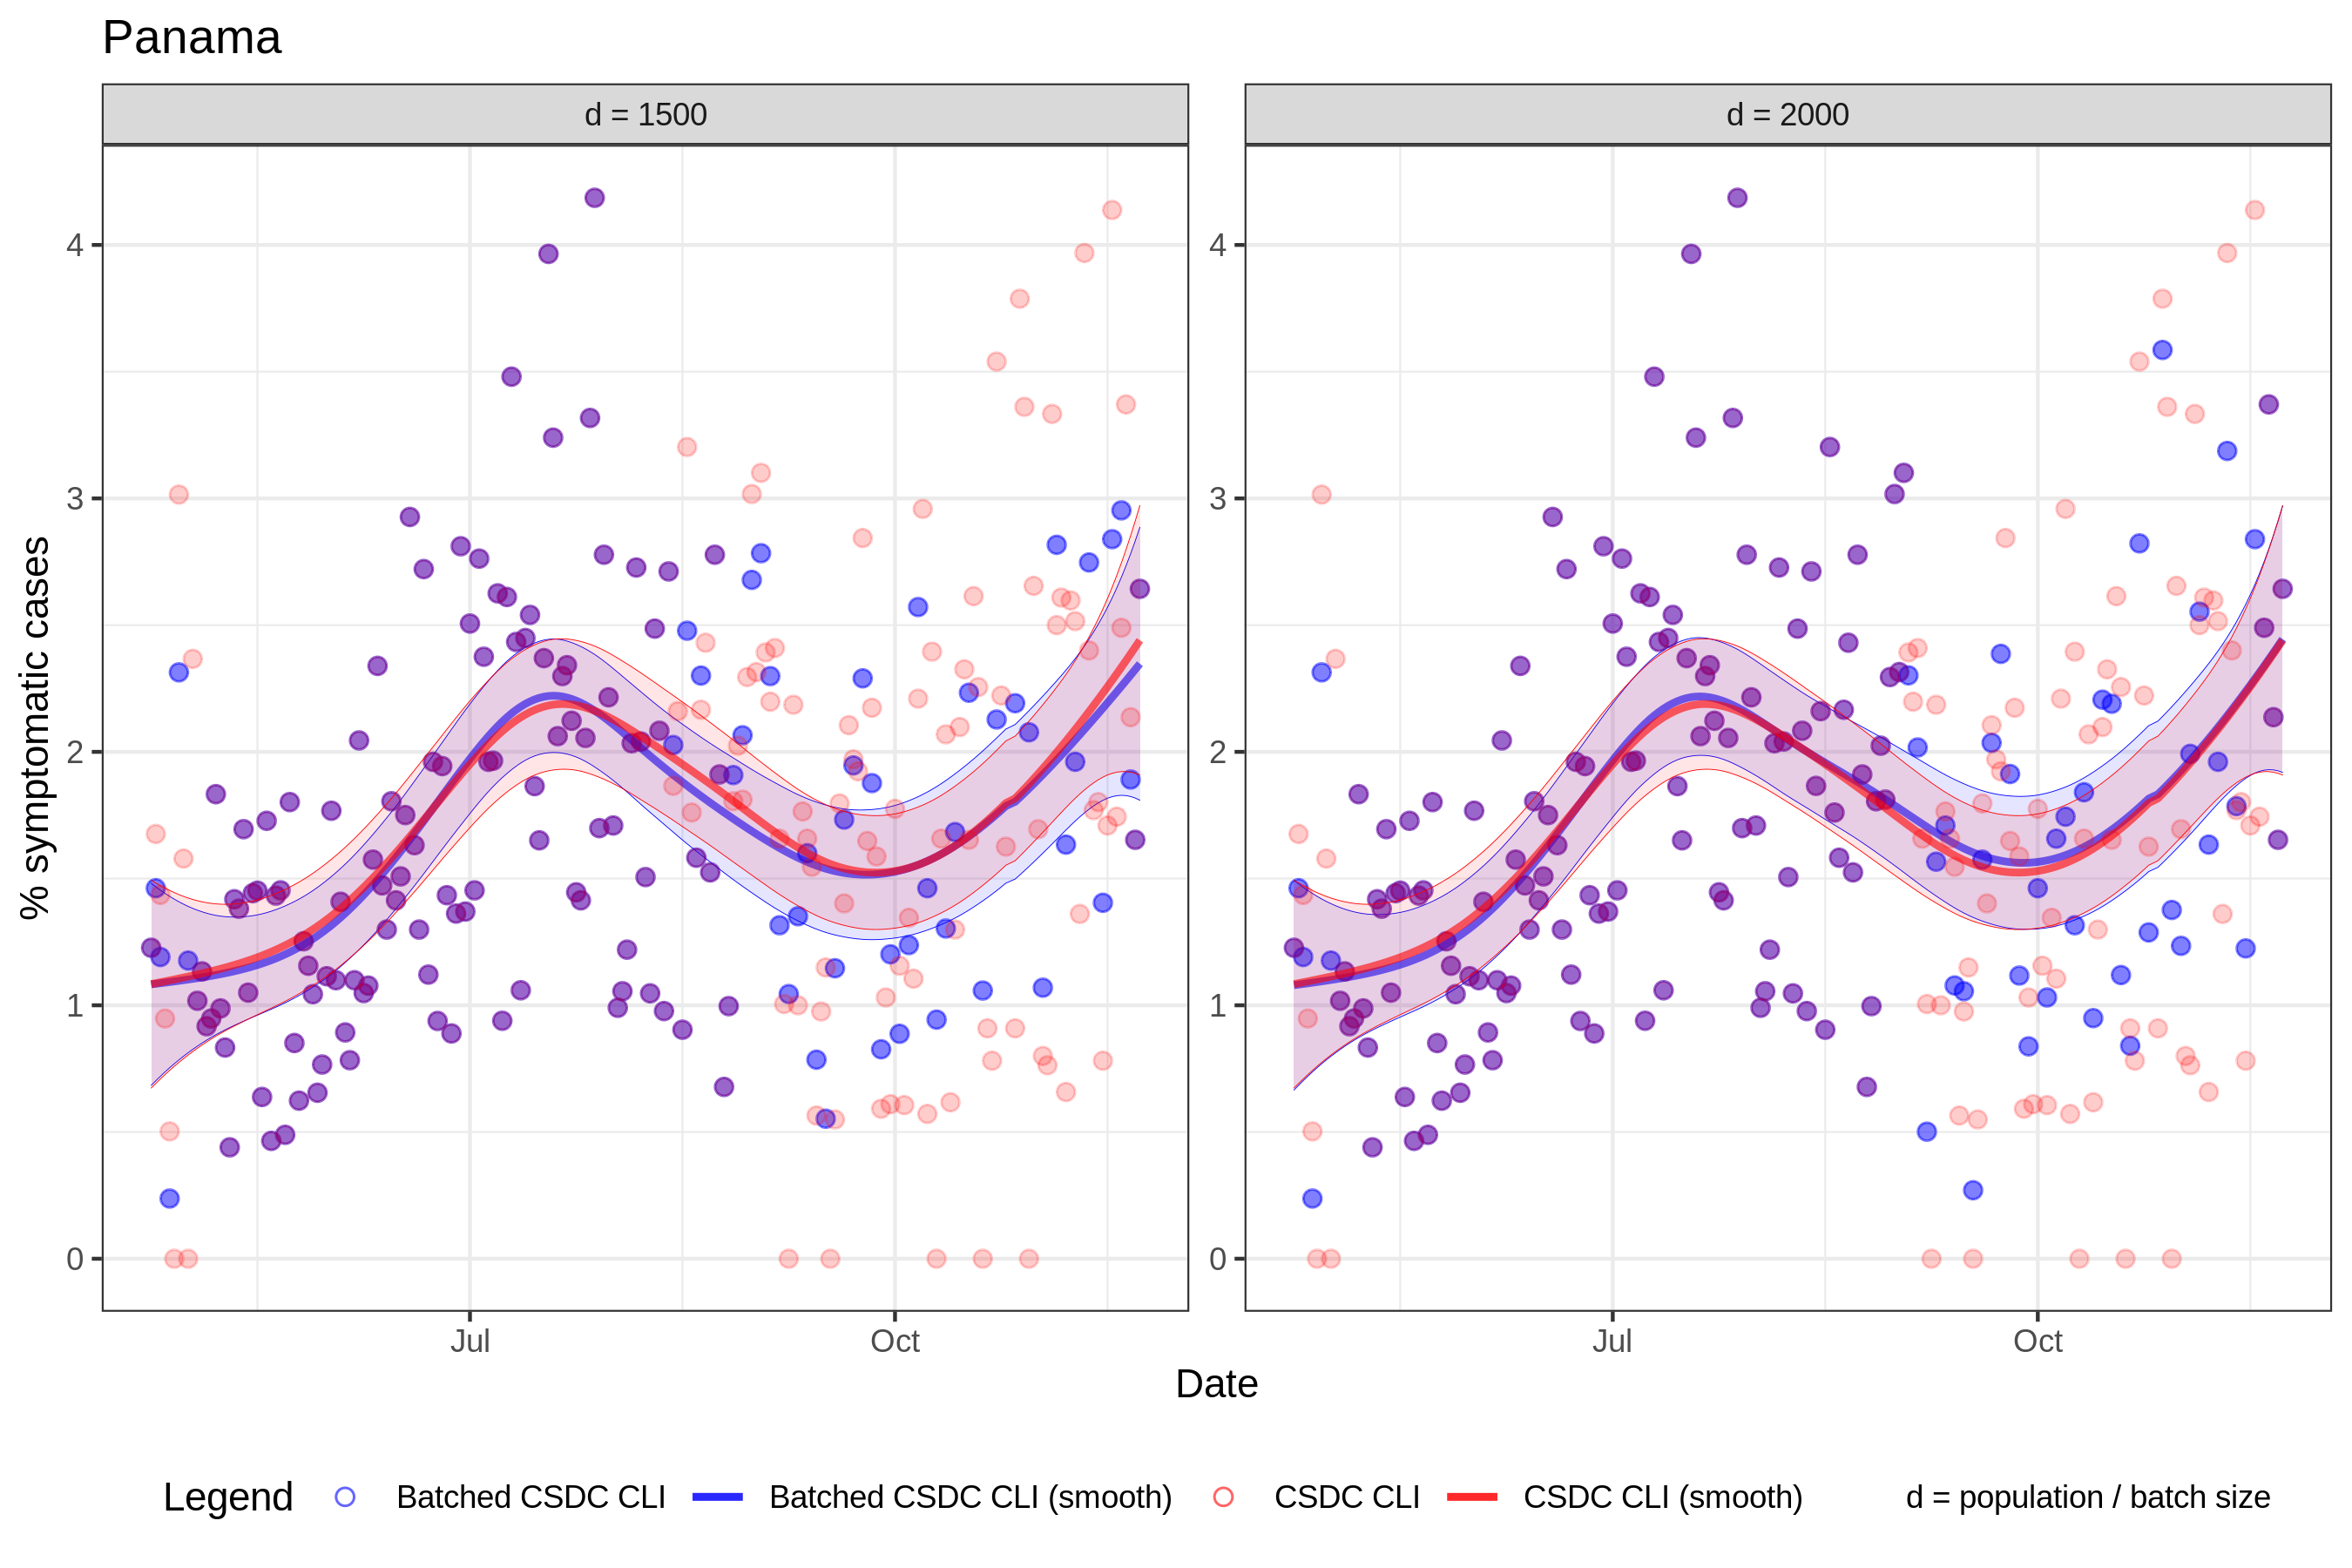 Panama
d = 1500
d = 2000
% symptomatic cases
4
3
2
1
0
4
3
2
1
0
Jul
Oct
Jul
Oct
Date
Legend
Batched CSDC CLI
Batched CSDC CLI (smooth)
CSDC CLI
CSDC CLI (smooth)
d = population / batch size